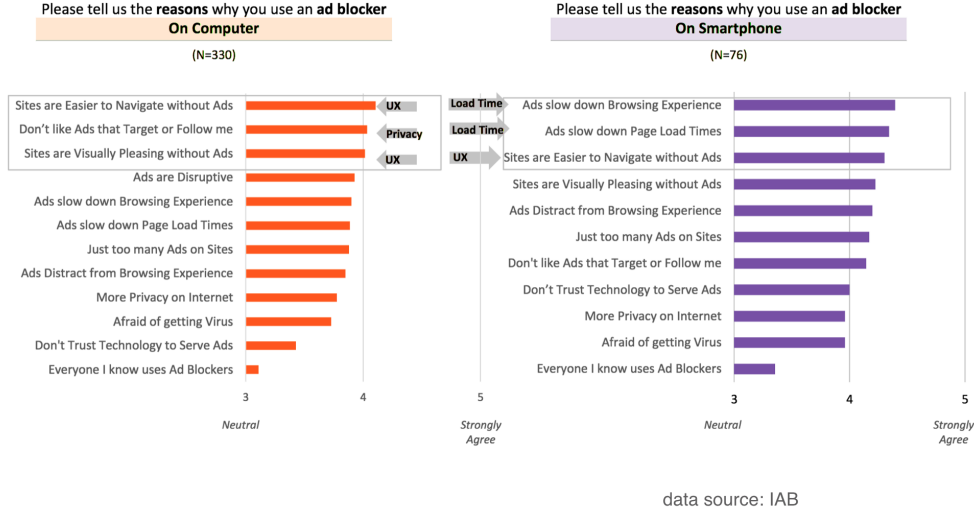 Please tell us the reasons why you use an ad blocker
On Computer
(N=330)
Sites are Easier to Navigate without Ads
UX
Don't like Ads that Target or Follow me
Privacy
Sites are Visually Pleasing without Ads
UX
Ads are Disruptive
Ads slow down Browsing Experience
Ads slow down Page Load Times
Just too many Ads on Sites
Ads Distract from Browsing Experience
More Privacy on Internet
Afraid of getting Virus
Don't Trust Technology to Serve Ads
Everyone I know uses Ad Blockers
3 4 5
Neutral
Strongly
Agree
Please tell us the reasons why you use an ad blocker
On Smartphone
(N=76)
Load Time
Ads slow down Browsing Experience
Load Time
Ads slow down Page Load Times
UX
Sites are Easier to Navigate without Ads
Sites are Visually Pleasing without Ads
Ads Distract from Browsing Experience
Just too many Ads on Sites
Don't like Ads that Target or Follow me
Don't Trust Technology to Serve Ads
More Privacy on Internet
Afraid of getting Virus
Everyone I know uses Ad Blockers
3 4 5
Neutral
Strongly
Agree
data source: IAB